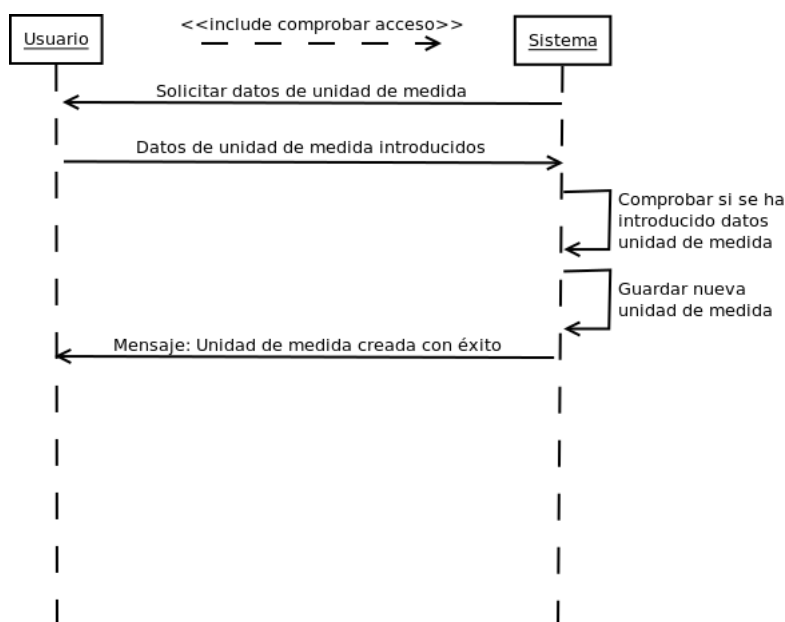 <<include comprobar acceso>>
Usuario
Sistema
Solicitar datos de unidad de medida
Datos de unidad de medida introducidos
Comprobar si se ha
introducido datos
unidad de medida
Guardar nueva
unidad de medida
Mensaje: Unidad de medida creada con éxito